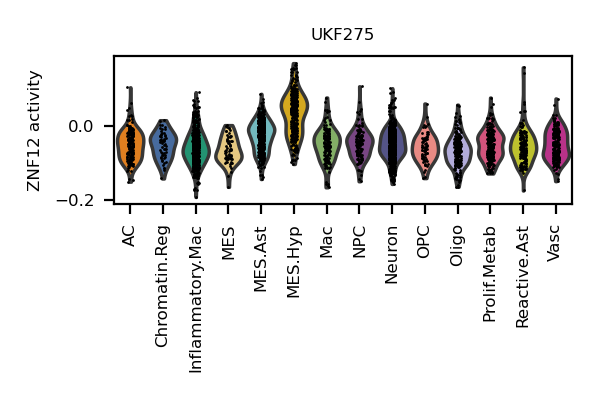 UKF275
ZNF12 activity
0.0
−0.2
AC
Chromatin.Reg
Inflammatory.Mac
MES
MES.Ast
MES.Hyp
Mac
NPC
Neuron
OPC
Oligo
Prolif.Metab
Reactive.Ast
Vasc